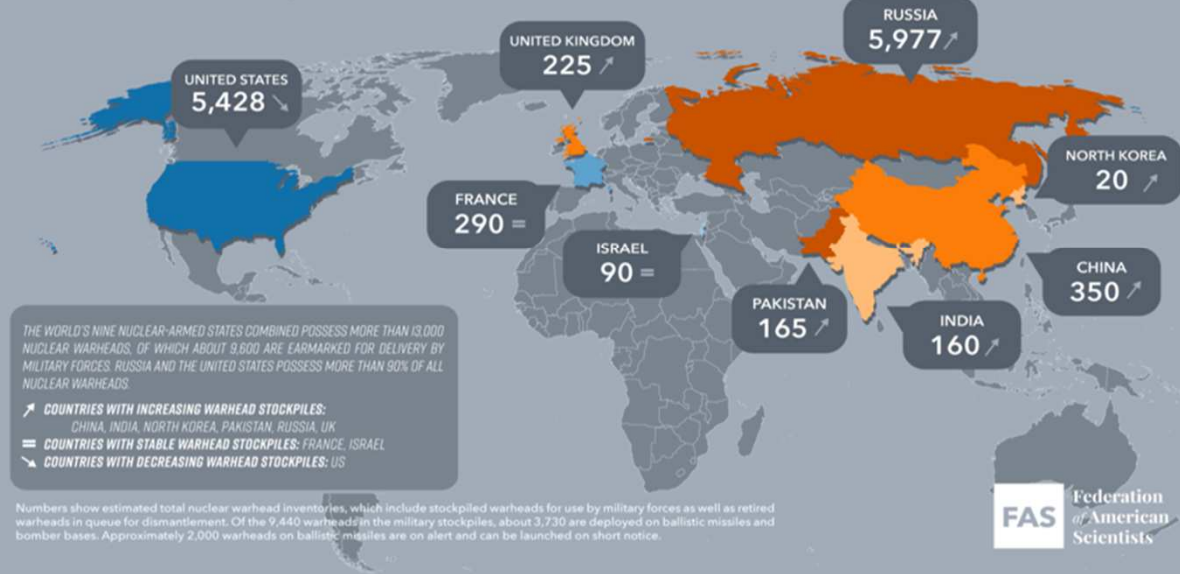 RUSSIA
5,977↗
UNITED KINGDOM
225 ↗
UNITED STATES
5,428 ↘
NORTH KOREA
20 ↗
FRANCE
290 =
ISRAEL
90 =
CHINA
350 ↗
PAKISTAN
165 ↗
INDIA
160 ↗
THE WORLD'S NINE NUCLEAR-ARMED STATES COMBINED POSSESS MORE THAN 13,000
NUCLEAR WARHEADS, OF WHICH ABOUT 9,600 ARE EARMARKED FOR DELIVERY BY
MILITARY FORCES. RUSSIA AND THE UNITED STATES POSSESS MORE THAN 90% OF ALL
NUCLEAR WARHEADS.
↗ COUNTRIES WITH INCREASING WARHEAD STOCKPILES:
CHINA, INDIA, NORTH KOREA, PAKISTAN, RUSSIA, UK
= COUNTRIES WITH STABLE WARHEAD STOCKPILES: FRANCE, ISRAEL
↘ COUNTRIES WITH DECREASING WARHEAD STOCKPILES: US
Numbers show estimated total nuclear warhead inventories, which include stockpiled warheads for use by military forces as well as retired
warheads in queue for dismantlement. Of the 9,440 warheads in the military stockpiles, about 3,730 are deployed on ballistic missiles and
bomber bases. Approximately 2,000 warheads on ballistic missiles are on alert and can be launched on short notice.
FAS
Federation
of American
Scientists